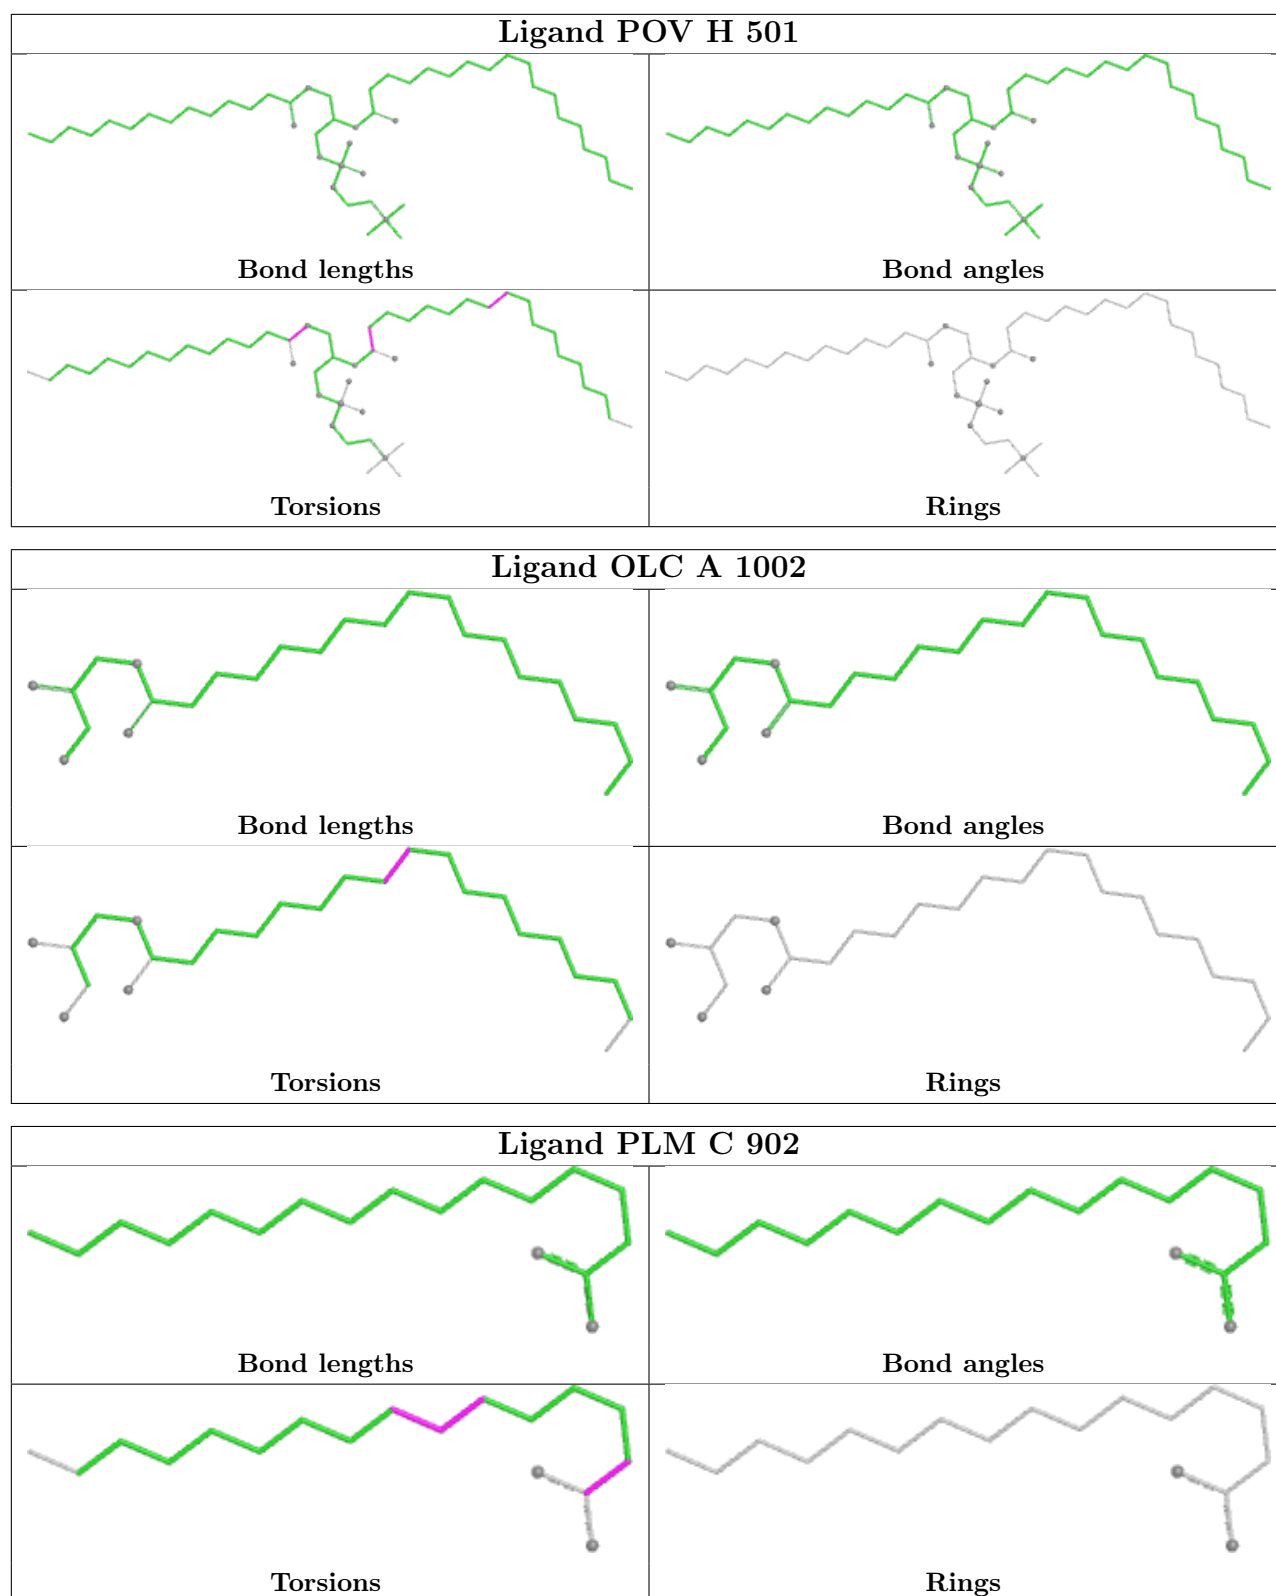 Ligand POV H 501
Bond lengths
Bond angles
Torsions
Rings
Ligand OLC A 1002
Bond lengths
Bond angles
Torsions
Rings
Ligand PLM C 902
Bond lengths
Bond angles
Torsions
Rings